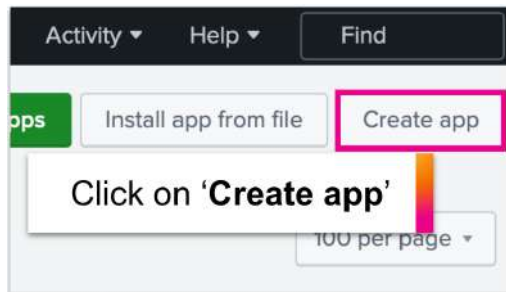 Activity Help Find
pps Install app from file Create app
Click on ‘Create app’
100 per page